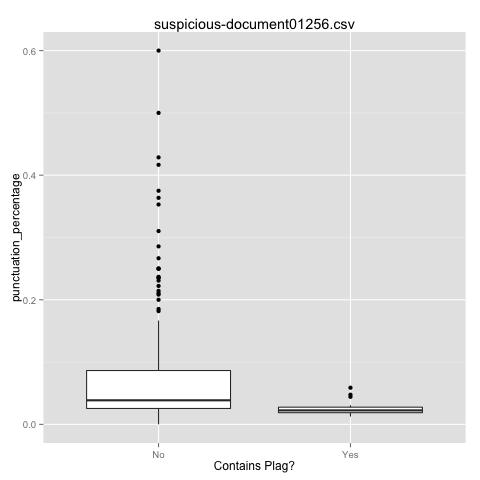 suspicious-document01256.csv
punctuation_percentage
0.6
0.4
0.2
0.0
No
Yes
Contains Plag?